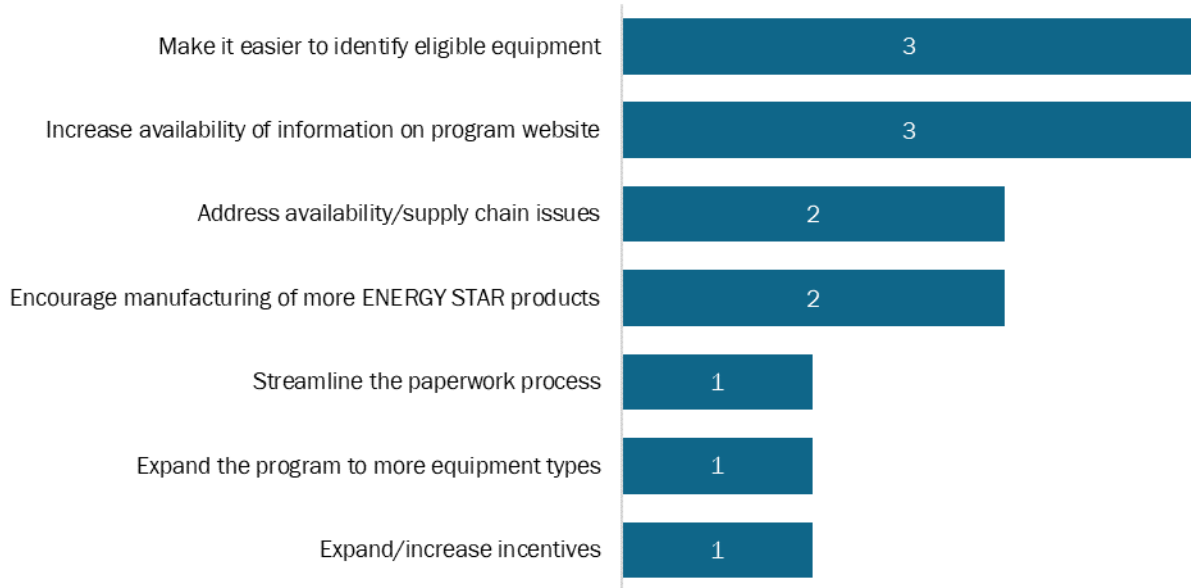 Make it easier to identify eligible equipment 3
Increase availability of information on program website 3
Address availability/supply chain issues 2
Encourage manufacturing of more ENERGY STAR products 2
Streamline the paperwork process 1
Expand the program to more equipment types 1
Expand/increase incentives 1